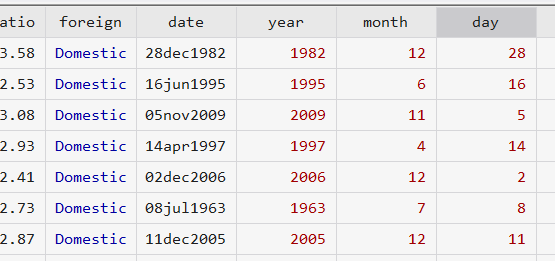 atio foreign date year month day
3.58 Domestic 28dec1982 1982 12 28
2.53 Domestic 16jun1995 1995 6 16
3.08 Domestic 05nov2009 2009 11 5
2.93 Domestic 14apr1997 1997 4 14
2.41 Domestic 02dec2006 2006 12 2
2.73 Domestic 08jul1963 1963 7 8
2.87 Domestic 11dec2005 2005 12 11